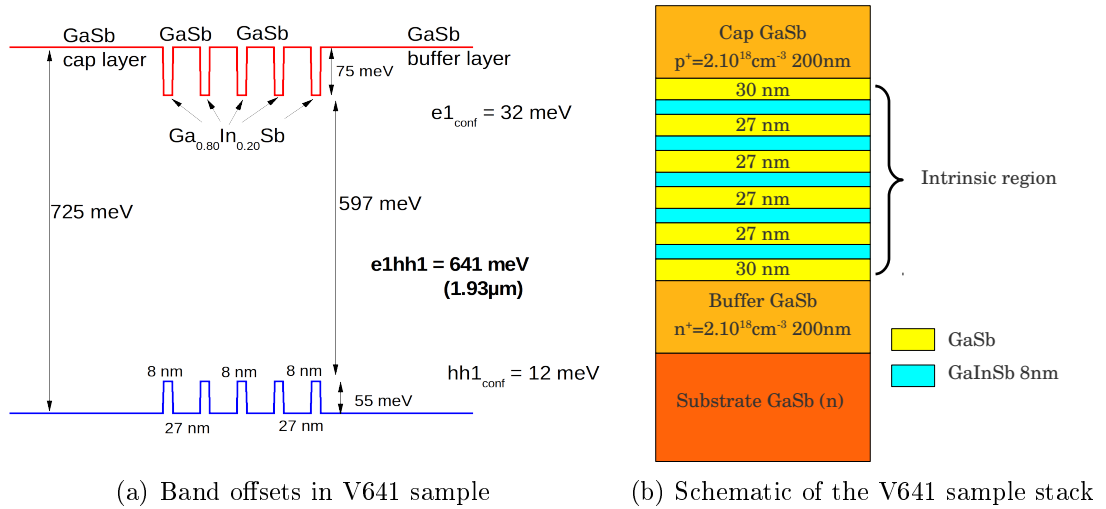 GaSb
cap layer
GaSb
GaSb
GaSb
buffer layer
75 meV
e1conf = 32 meV
Ga0.80In0.20Sb
725 meV
597 meV
e1hh1 = 641 meV
(1.93µm)
8 nm
8 nm
8 nm
hh1conf = 12 meV
55 meV
27 nm
27 nm
(a) Band offsets in V641 sample
Cap GaSb
p⁺=2.10¹⁸cm⁻³ 200nm
30 nm
27 nm
27 nm
27 nm
27 nm
30 nm
Intrinsic region
Buffer GaSb
n⁺=2.10¹⁸cm⁻³ 200nm
GaSb
GaInSb 8nm
Substrate GaSb (n)
(b) Schematic of the V641 sample stack